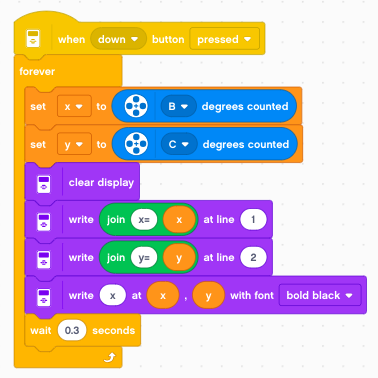 when down button pressed
forever
set x to B degrees counted
set y to C degrees counted
clear display
write join x= x at line 1
write join y= y at line 2
write x at x , y with font bold black
wait 0.3 seconds